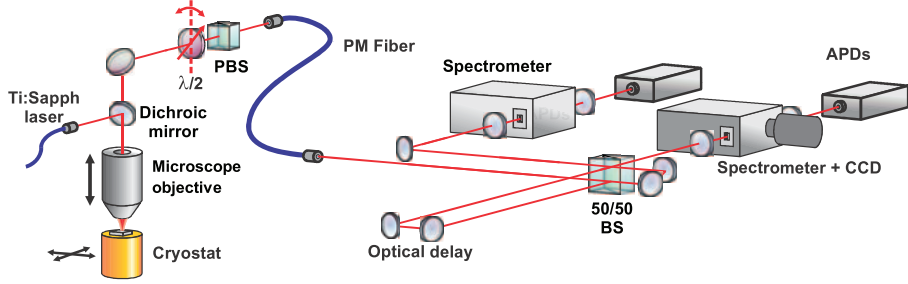 λ/2
PBS
PM Fiber
APDs
Spectrometer
Ti:Sapph
laser
Dichroic
mirror
APDs
Microscope
objective
Spectrometer + CCD
50/50
BS
Optical delay
Cryostat